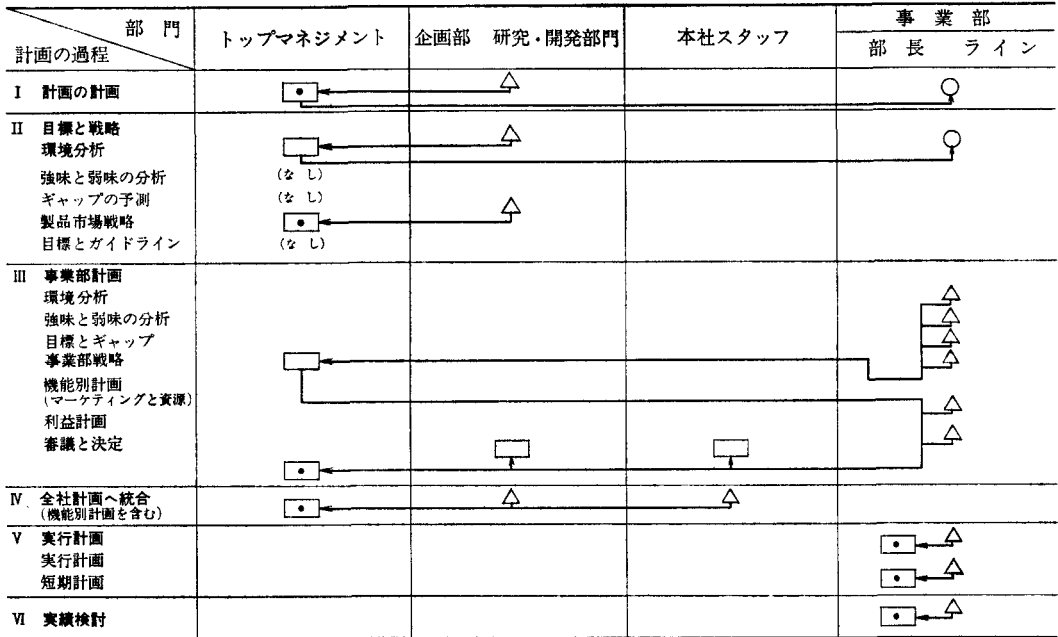 部 門
計画の過程
トップマネジメント
企画部 研究・開発部門
本社スタッフ
事 業 部
部 長 ラ イ ン
I 計画の計画
II 目標と戦略
環境分析
強味と弱味の分析 (な し)
ギャップの予測 (な し)
製品市場戦略
目標とガイドライン (な し)
III 事業部計画
環境分析
強味と弱味の分析
目標とギャップ
事業部戦略
機能別計画
(マーケティングと資源)
利益計画
審議と決定
IV 全社計画へ統合
(機能別計画を含む)
V 実行計画
実行計画
短期計画
VI 実績検討